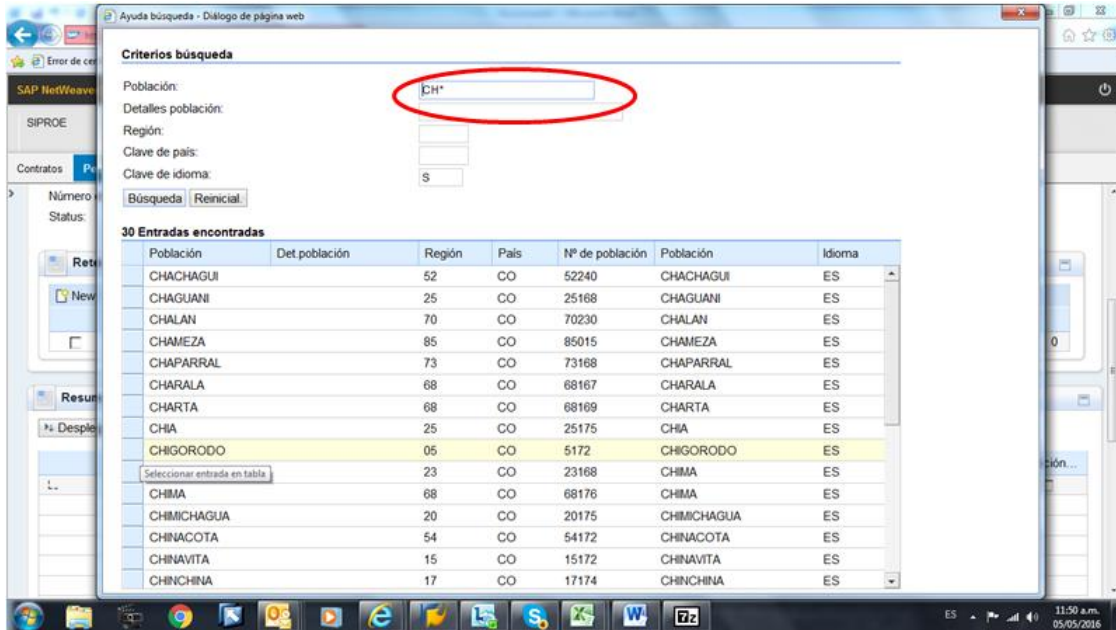 Ayuda búsqueda - Diálogo de página web
Error de cer
SAP NetWeave
SIPROE
Contratos
Número
Status:
Rete
New
Resum
Desple
Criterios búsqueda
Población: CH*
Detalles población:
Región:
Clave de país:
Clave de idioma: S
Búsqueda Reinicial.
30 Entradas encontradas
Población Det.población Región País Nº de población Población Idioma
CHACHAGUI 52 CO 52240 CHACHAGUI ES
CHAGUANI 25 CO 25168 CHAGUANI ES
CHALAN 70 CO 70230 CHALAN ES
CHAMEZA 85 CO 85015 CHAMEZA ES
CHAPARRAL 73 CO 73168 CHAPARRAL ES
CHARALA 68 CO 68167 CHARALA ES
CHARTA 68 CO 68169 CHARTA ES
CHIA 25 CO 25175 CHIA ES
CHIGORODO 05 CO 5172 CHIGORODO ES
Seleccionar entrada en tabla 23 CO 23168 CHIMA ES
CHIMA 68 CO 68176 CHIMA ES
CHIMICHAGUA 20 CO 20175 CHIMICHAGUA ES
CHINACOTA 54 CO 54172 CHINACOTA ES
CHINAVITA 15 CO 15172 CHINAVITA ES
CHINCHINA 17 CO 17174 CHINCHINA ES
0
ción...
ES 11:50 a.m.
05/05/2016